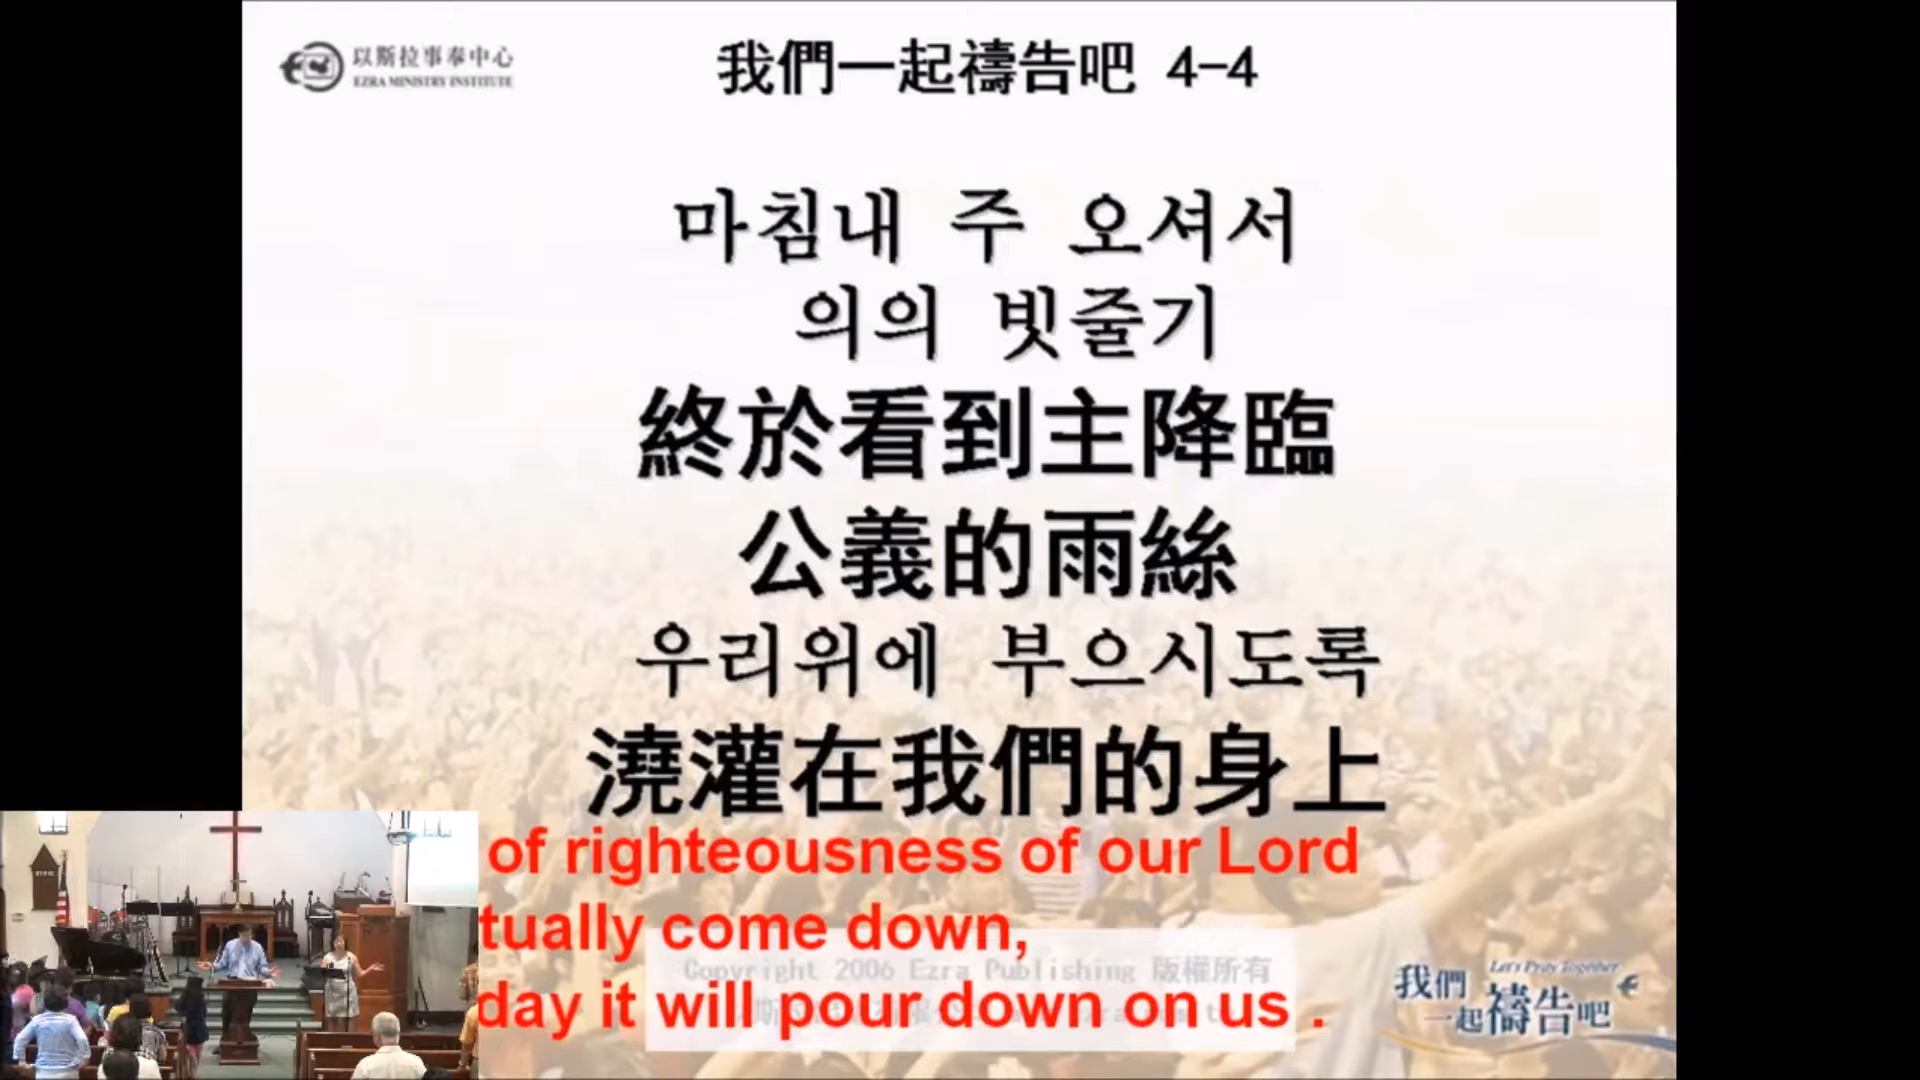 以斯拉事奉中心
EZRA MINISTRY INSTITUTE
我們一起禱告吧 4-4
마침내 주 오셔서
의의 빗줄기
終於看到主降臨
公義的雨絲
우리위에 부으시도록
澆灌在我們的身上
of righteousness of our Lord
tually come down,
day it will pour down on us .
Copyright 2006 Ezra Publishing 版權所有
Let's Pray Together
我們
一起禱告吧